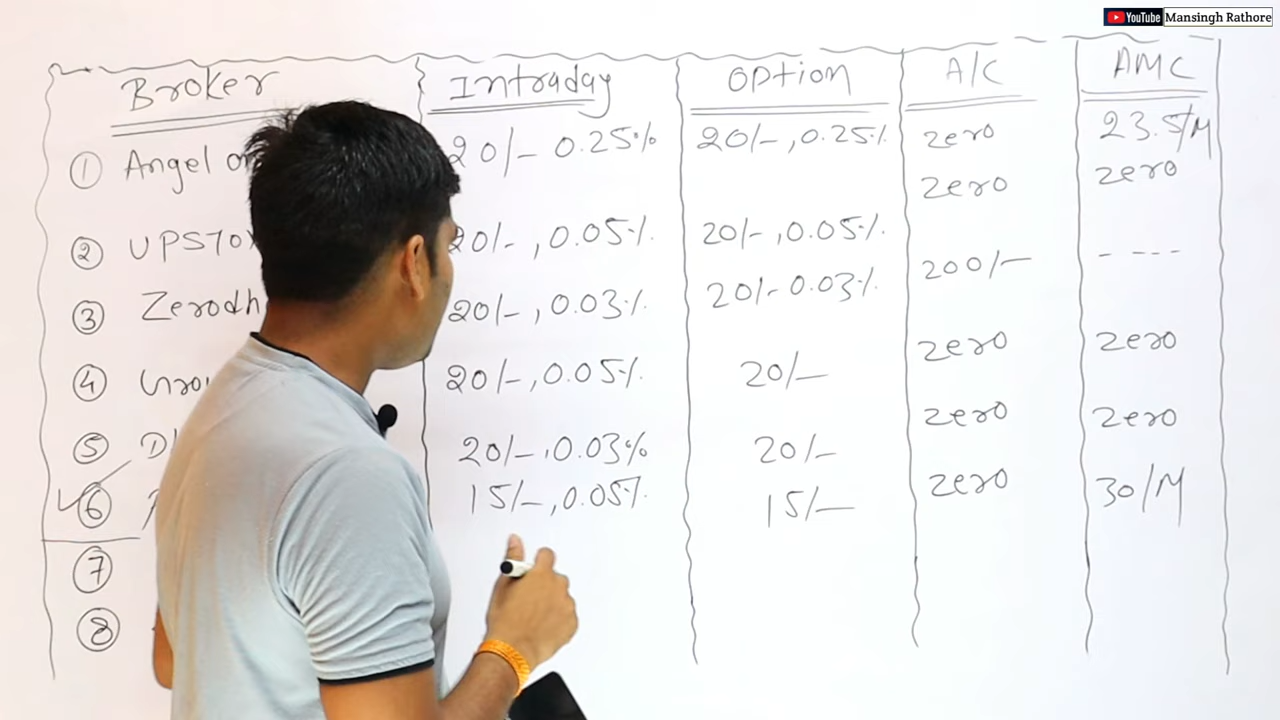 YouTube Mansingh Rathore
Broker Intraday Option A/C AMC
① Angel 20/- 0.25% 20/-, 0.25% zero 23.5/M
zero zero
② UPSTO 20/-, 0.05% 20/-, 0.05%
200/- ----
③ Zerodh 20/-, 0.03% 20/- 0.03%
zero zero
④ Grow 20/-, 0.05% 20/-
zero zero
⑤ 20/-, 0.03% 20/-
⑥ 15/-, 0.05% 15/- zero 30/M
⑦
⑧